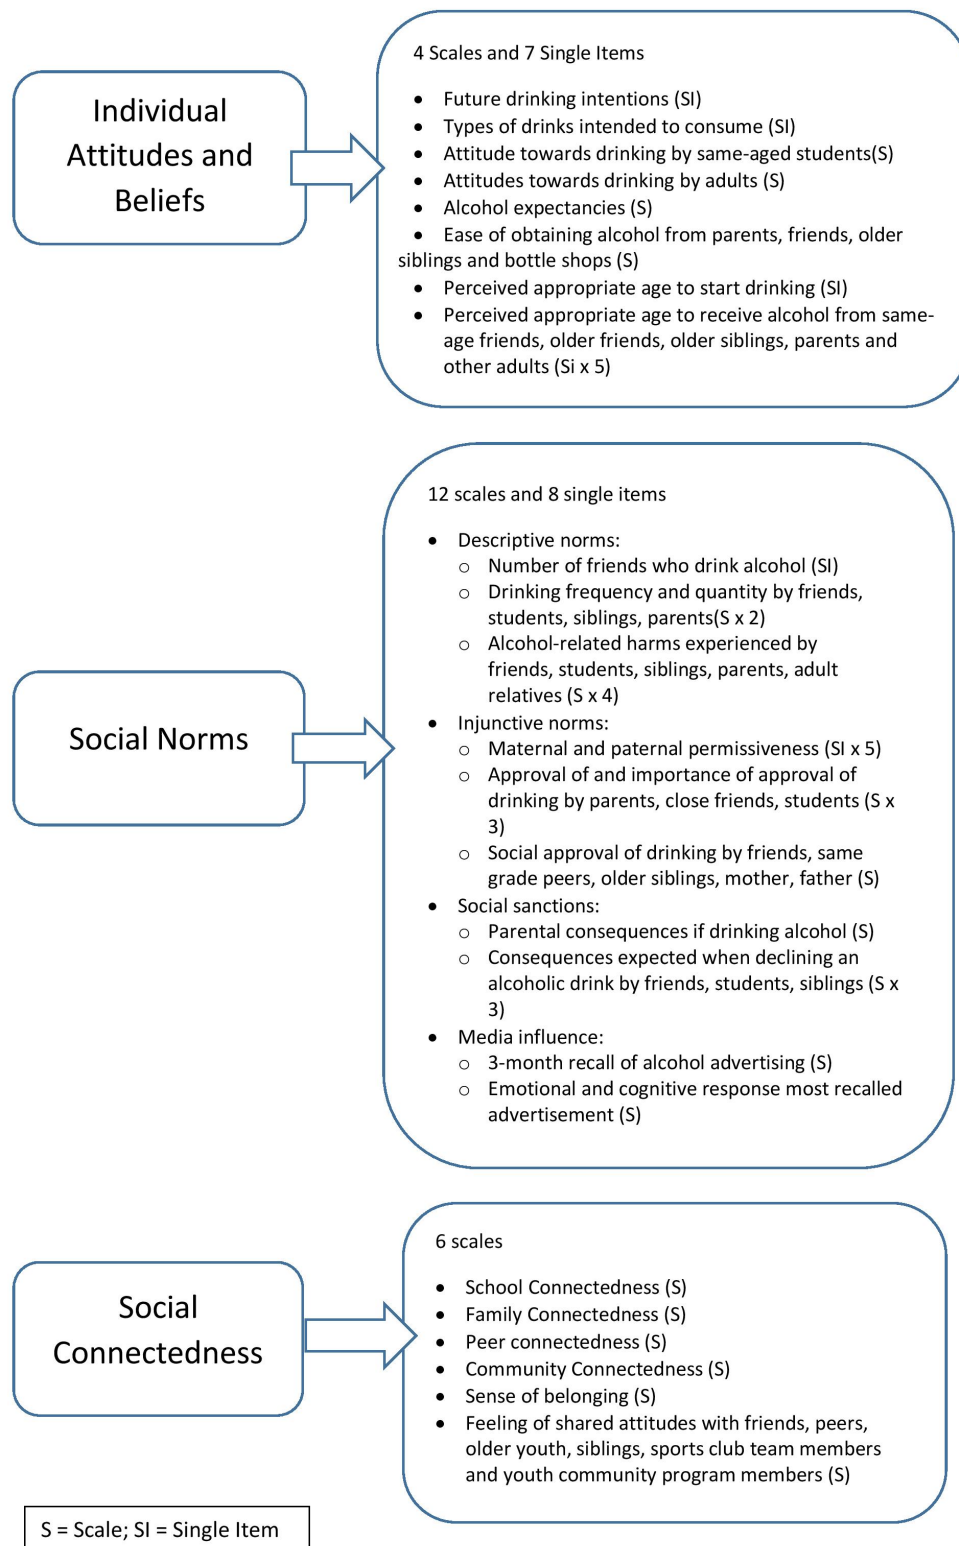 Individual
Attitudes and
Beliefs
4 Scales and 7 Single Items
• Future drinking intentions (SI)
• Types of drinks intended to consume (SI)
• Attitude towards drinking by same-aged students(S)
• Attitudes towards drinking by adults (S)
• Alcohol expectancies (S)
• Ease of obtaining alcohol from parents, friends, older
siblings and bottle shops (S)
• Perceived appropriate age to start drinking (SI)
• Perceived appropriate age to receive alcohol from same-
age friends, older friends, older siblings, parents and
other adults (Si x 5)
Social Norms
12 scales and 8 single items
• Descriptive norms:
o Number of friends who drink alcohol (SI)
o Drinking frequency and quantity by friends,
students, siblings, parents(S x 2)
o Alcohol-related harms experienced by
friends, students, siblings, parents, adult
relatives (S x 4)
• Injunctive norms:
o Maternal and paternal permissiveness (SI x 5)
o Approval of and importance of approval of
drinking by parents, close friends, students (S x
3)
o Social approval of drinking by friends, same
grade peers, older siblings, mother, father (S)
• Social sanctions:
o Parental consequences if drinking alcohol (S)
o Consequences expected when declining an
alcoholic drink by friends, students, siblings (S x
3)
• Media influence:
o 3-month recall of alcohol advertising (S)
o Emotional and cognitive response most recalled
advertisement (S)
Social
Connectedness
6 scales
• School Connectedness (S)
• Family Connectedness (S)
• Peer connectedness (S)
• Community Connectedness (S)
• Sense of belonging (S)
• Feeling of shared attitudes with friends, peers,
older youth, siblings, sports club team members
and youth community program members (S)
S = Scale; SI = Single Item